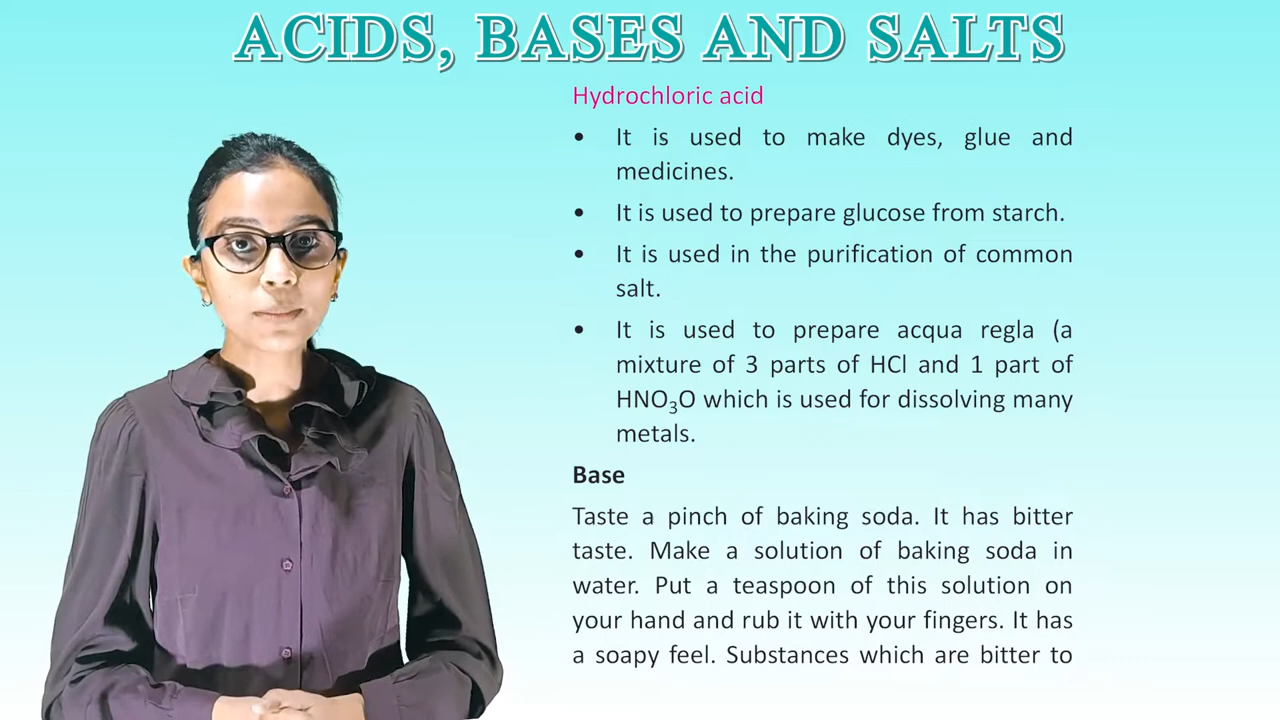 ACIDS, BASES AND SALTS
Hydrochloric acid
• It is used to make dyes, glue and
medicines.
• It is used to prepare glucose from starch.
• It is used in the purification of common
salt.
• It is used to prepare acqua regla (a
mixture of 3 parts of HCl and 1 part of
HNO₃O which is used for dissolving many
metals.
Base
Taste a pinch of baking soda. It has bitter
taste. Make a solution of baking soda in
water. Put a teaspoon of this solution on
your hand and rub it with your fingers. It has
a soapy feel. Substances which are bitter to